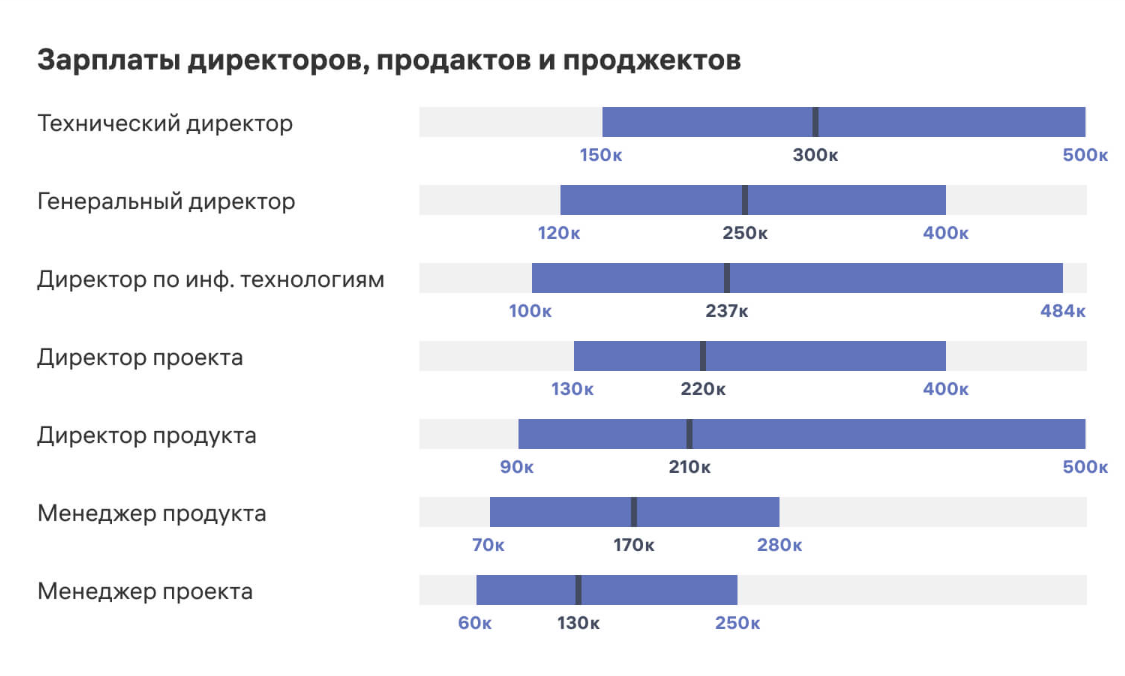 Зарплаты директоров, продактов и проджектов
Технический директор
150к 300к 500к
Генеральный директор
120к 250к 400к
Директор по инф. технологиям
100к 237к 484к
Директор проекта
130к 220к 400к
Директор продукта
90к 210к 500к
Менеджер продукта
70к 170к 280к
Менеджер проекта
60к 130к 250к